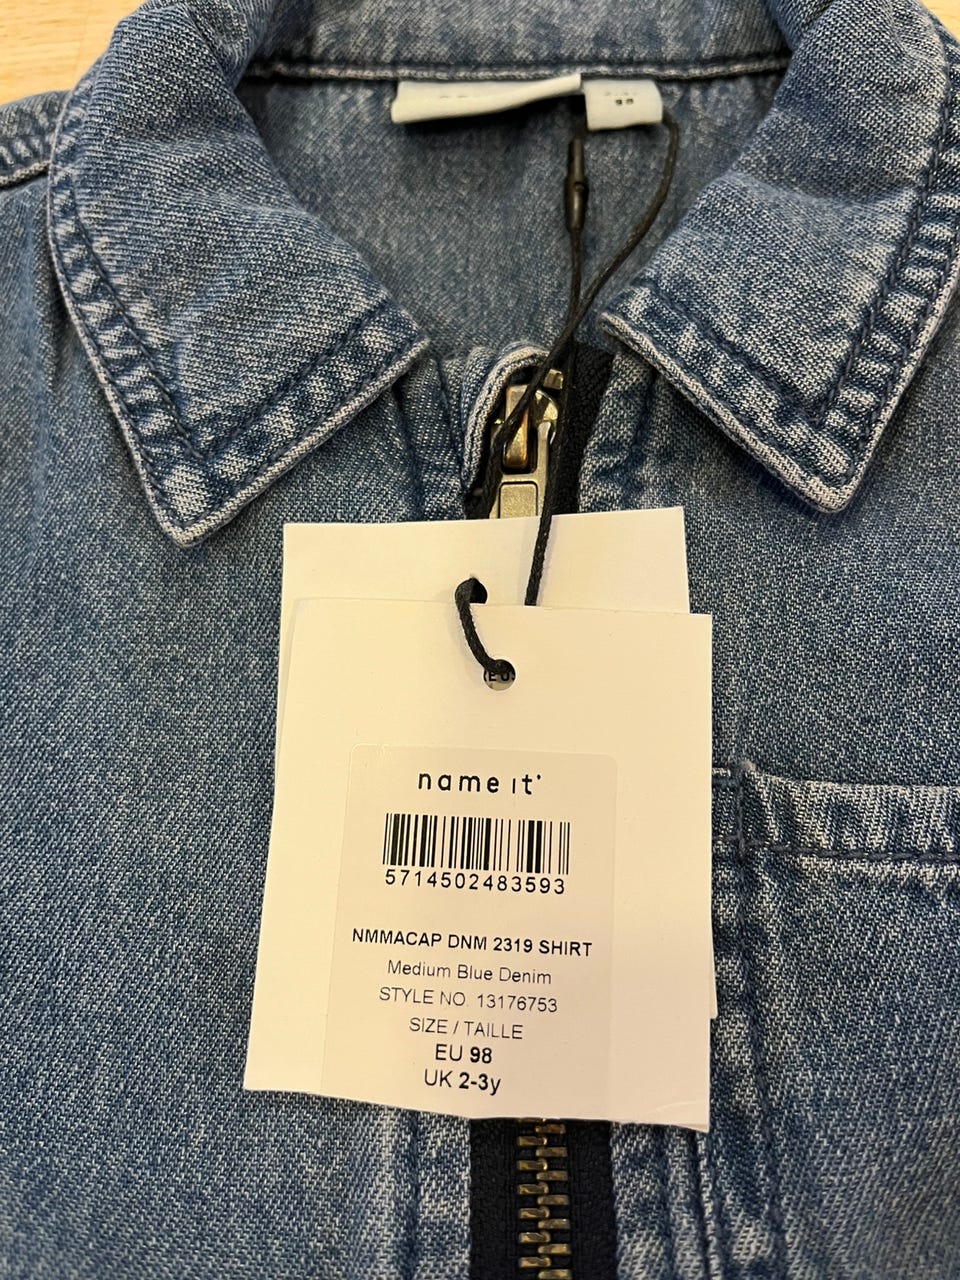 98
name it
5714502483593
NMMACAP DNM 2319 SHIRT
Medium Blue Denim
STYLE NO. 13176753
SIZE / TAILLE
EU 98
UK 2-3y